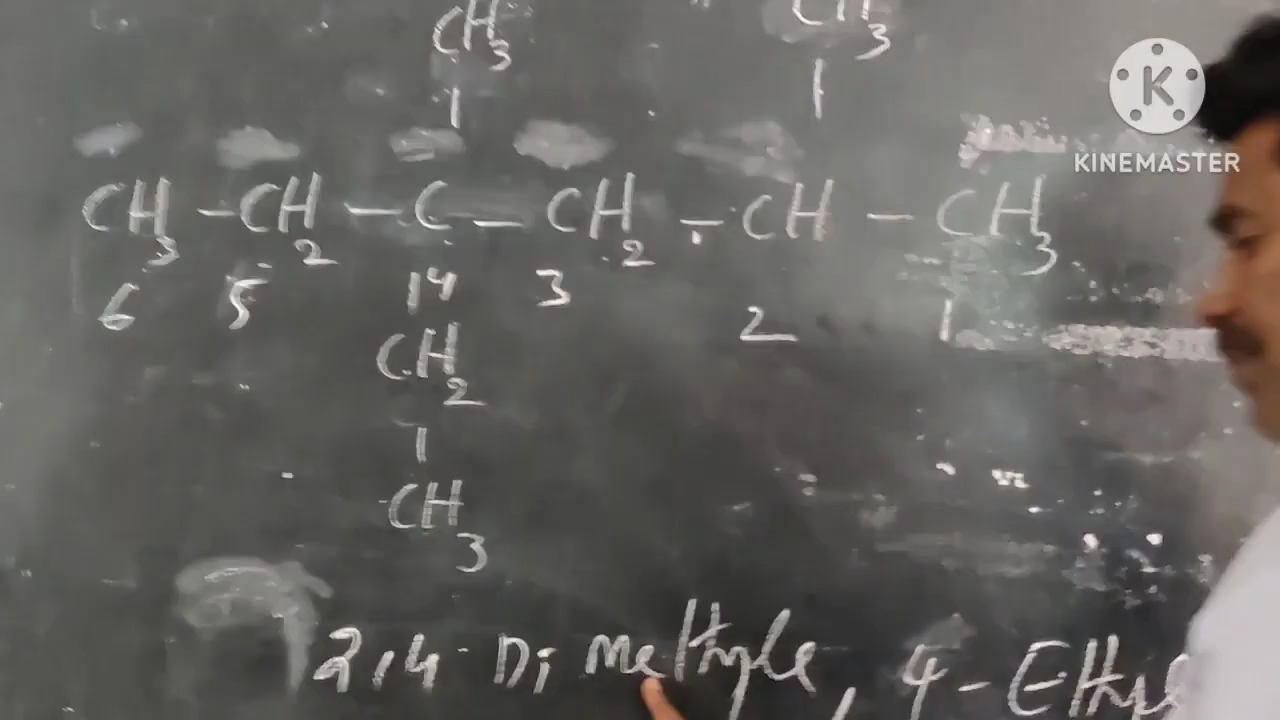 CH3 CH3
KINEMASTER
CH3 - CH2 - C - CH2 - CH - CH3
6 5 4 3 2 1
CH2
CH3
2,4 - Di Methyle, 4 - Ethyle